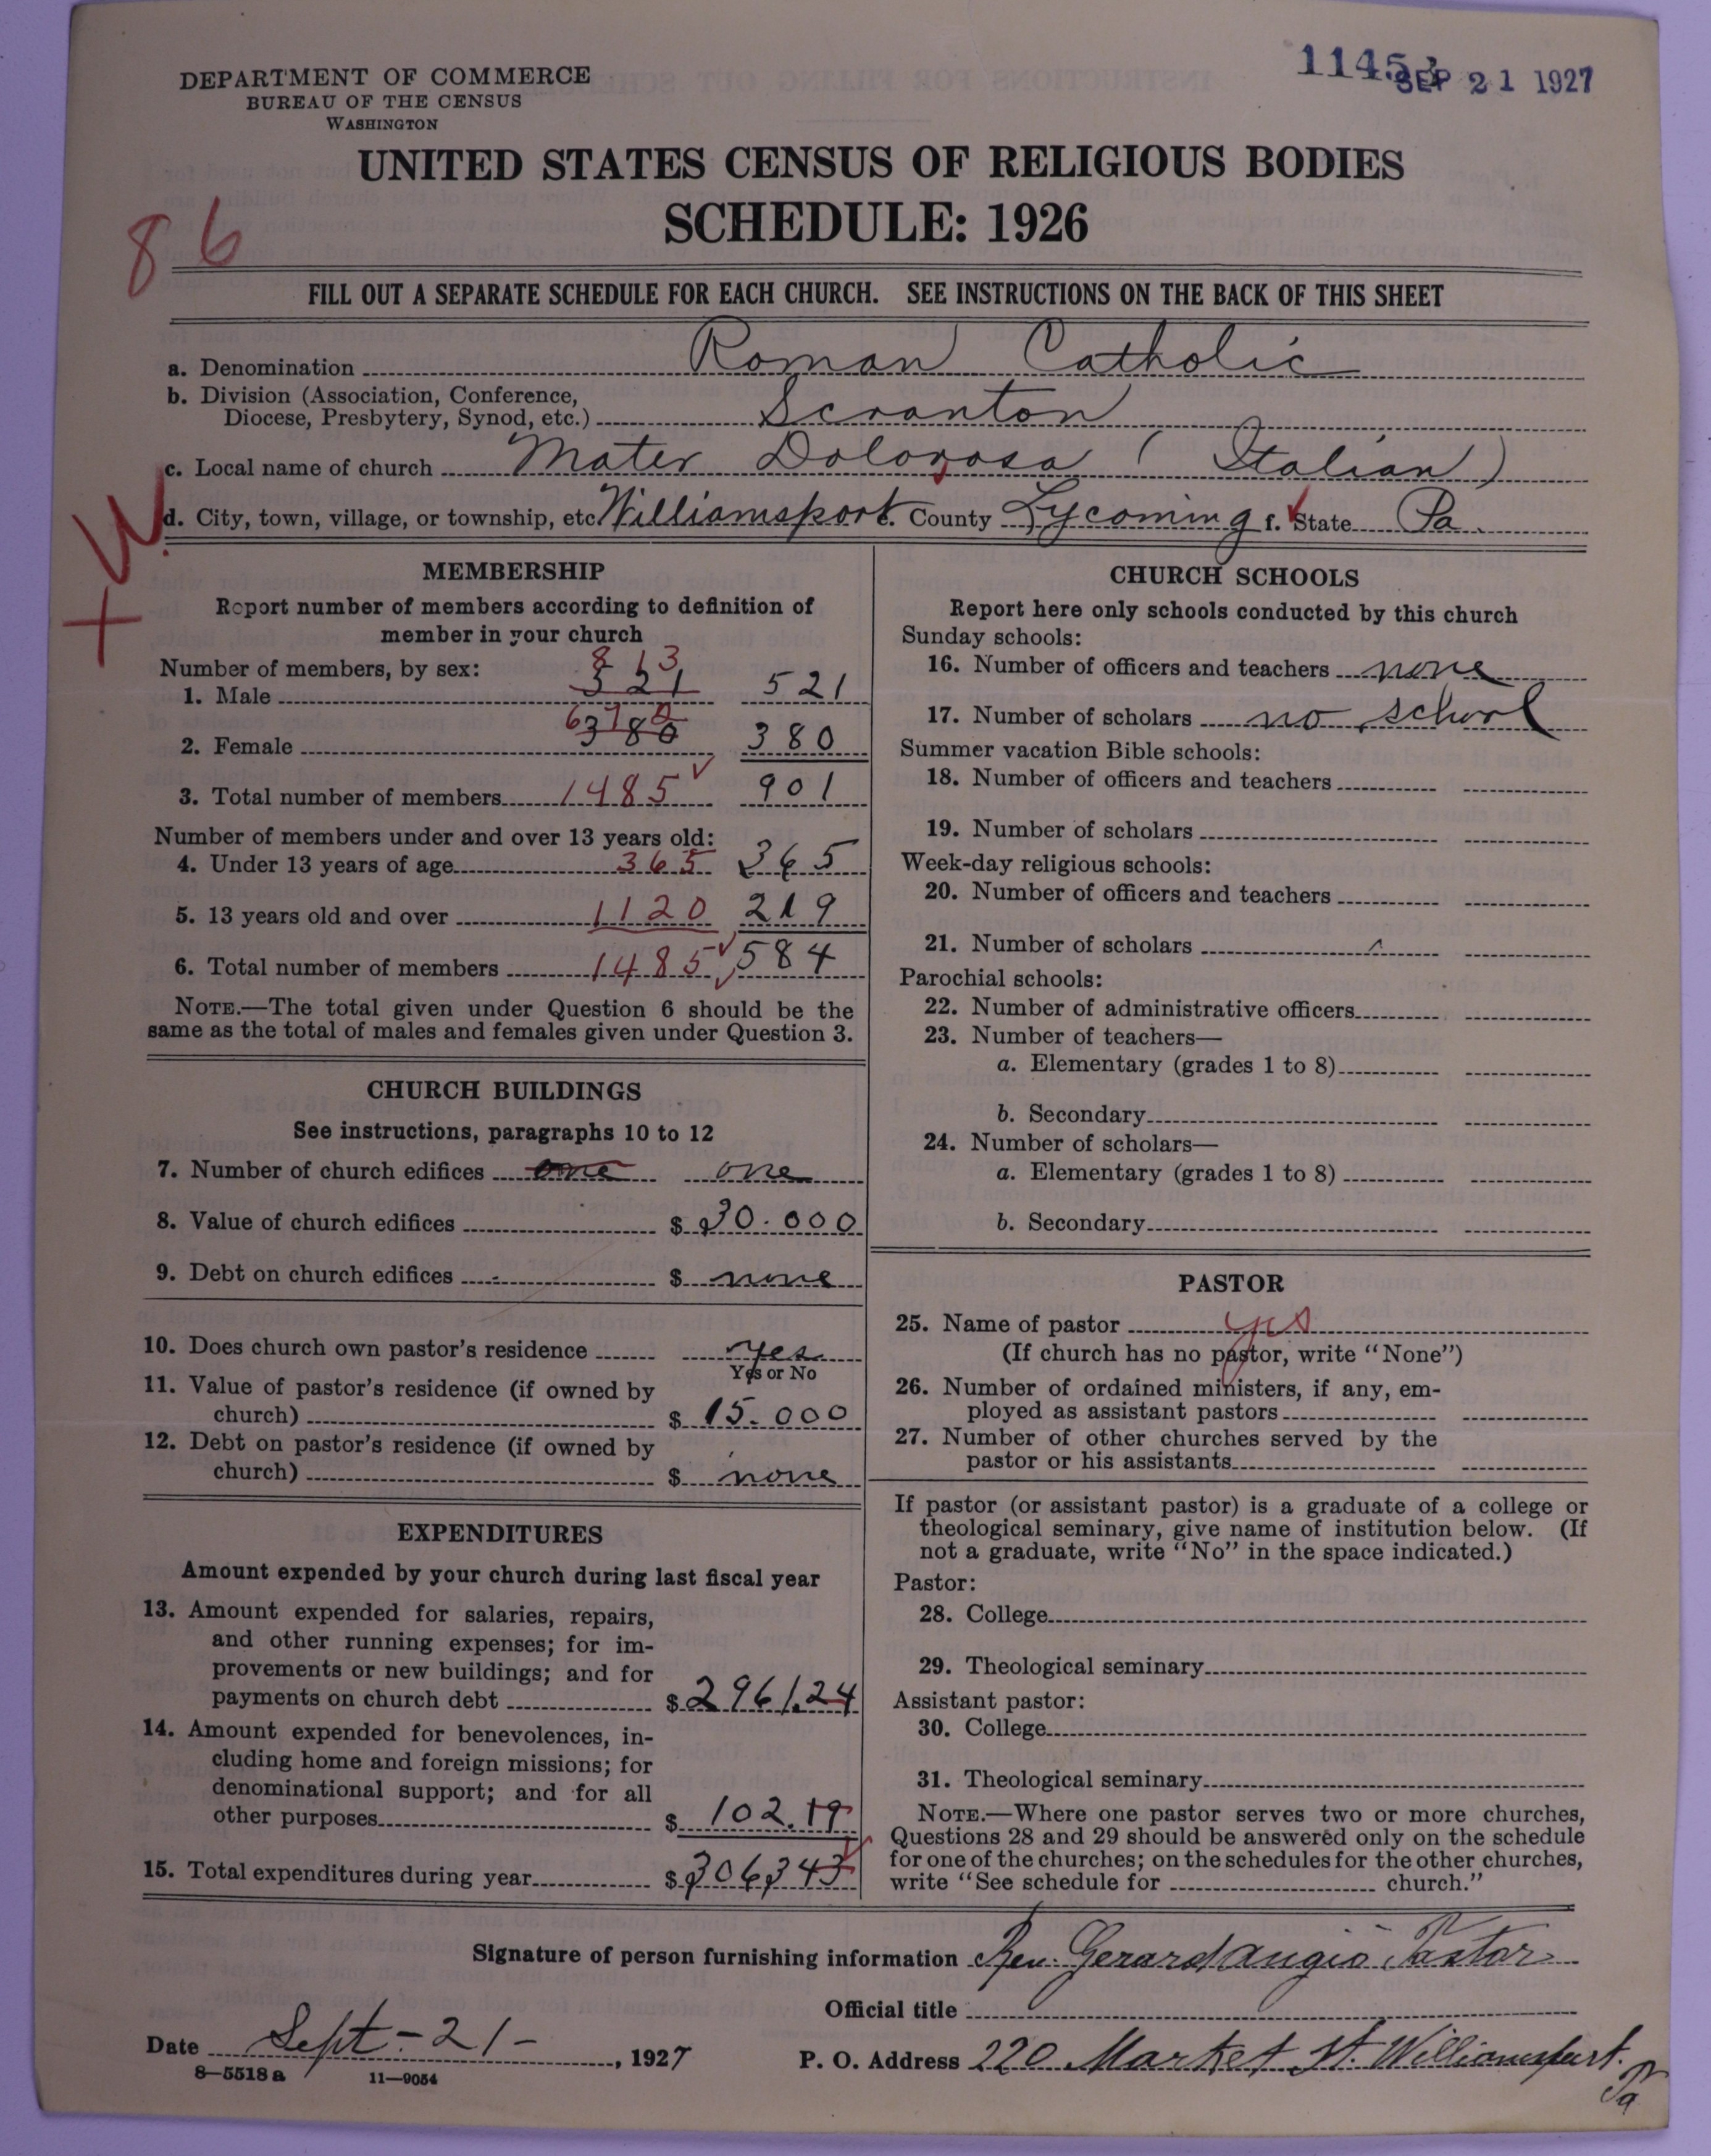 DEPARTMENT OF COMMERCE
BUREAU OF THE CENSUS
WASHINGTON
1145
SEP 21 1927
UNITED STATES CENSUS OF RELIGIOUS BODIES
SCHEDULE: 1926
86
FILL OUT A SEPARATE SCHEDULE FOR EACH CHURCH. SEE INSTRUCTIONS ON THE BACK OF THIS SHEET
a. Denomination Roman Catholic
b. Division (Association, Conference,
Diocese, Presbytery, Synod, etc.) Scranton
c. Local name of church Mater Dolorosa (Italian)
d. City, town, village, or township, etc Williamsport e. County Lycoming f. State Pa
W
+
MEMBERSHIP
Report number of members according to definition of
member in your church
Number of members, by sex:
813
1. Male 321 521
2. Female 380 380
3. Total number of members 1485 901
Number of members under and over 13 years old:
4. Under 13 years of age 365 365
5. 13 years old and over 1120 219
6. Total number of members 1485 584
NOTE.—The total given under Question 6 should be the
same as the total of males and females given under Question 3.
CHURCH BUILDINGS
See instructions, paragraphs 10 to 12
7. Number of church edifices one one
8. Value of church edifices $ 30.000
9. Debt on church edifices $ none
10. Does church own pastor's residence yes
Yes or No
11. Value of pastor's residence (if owned by
church) $ 15.000
12. Debt on pastor's residence (if owned by
church) $ none
EXPENDITURES
Amount expended by your church during last fiscal year
13. Amount expended for salaries, repairs,
and other running expenses; for im-
provements or new buildings; and for
payments on church debt $ 2961.24
14. Amount expended for benevolences, in-
cluding home and foreign missions; for
denominational support; and for all
other purposes $ 102.19
15. Total expenditures during year $ 306343
CHURCH SCHOOLS
Report here only schools conducted by this church
Sunday schools:
16. Number of officers and teachers none
17. Number of scholars no school
Summer vacation Bible schools:
18. Number of officers and teachers
19. Number of scholars
Week-day religious schools:
20. Number of officers and teachers
21. Number of scholars
Parochial schools:
22. Number of administrative officers
23. Number of teachers—
a. Elementary (grades 1 to 8)
b. Secondary
24. Number of scholars—
a. Elementary (grades 1 to 8)
b. Secondary
PASTOR
25. Name of pastor yes
(If church has no pastor, write "None")
26. Number of ordained ministers, if any, em-
ployed as assistant pastors
27. Number of other churches served by the
pastor or his assistants
If pastor (or assistant pastor) is a graduate of a college or
theological seminary, give name of institution below. (If
not a graduate, write "No" in the space indicated.)
Pastor:
28. College
29. Theological seminary
Assistant pastor:
30. College
31. Theological seminary
NOTE.—Where one pastor serves two or more churches,
Questions 28 and 29 should be answered only on the schedule
for one of the churches; on the schedules for the other churches,
write "See schedule for church."
Signature of person furnishing information Rev. Gerard Angio Pastor
Official title
Date Sept - 21 - , 1927
P. O. Address 220 Market St. Williamsport.
Pa
8—5518 a 11—9054